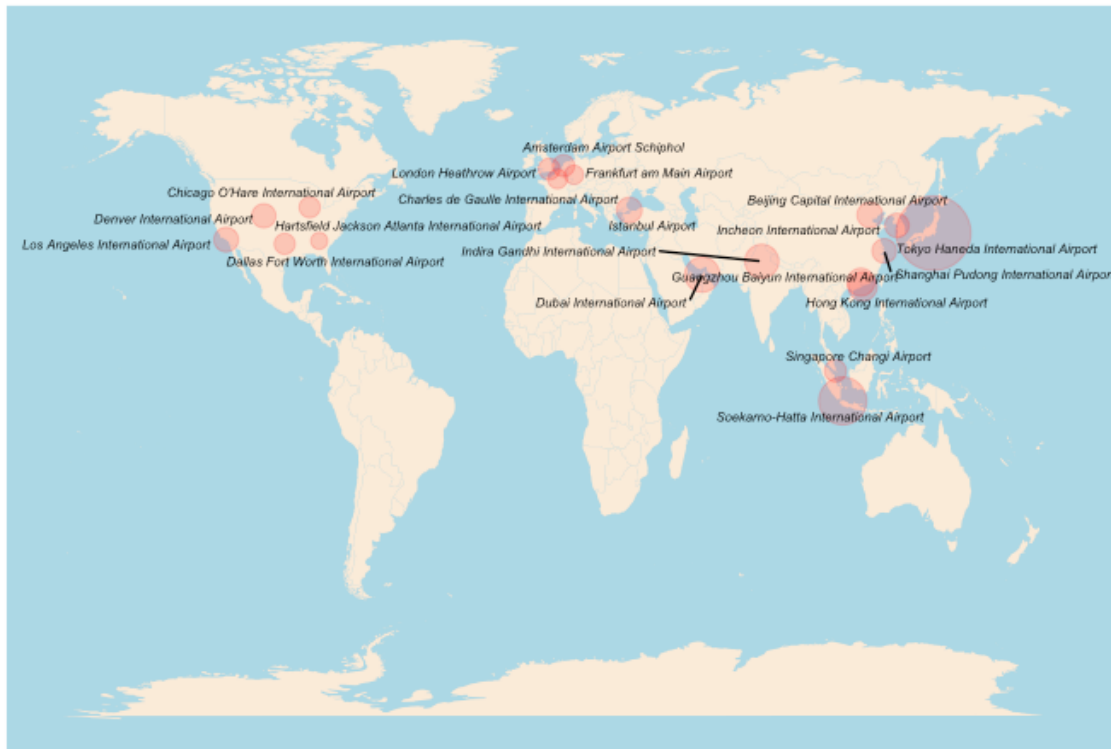 Amsterdam Airport Schiphol
London Heathrow Airport
Frankfurt am Main Airport
Chicago O'Hare International Airport
Charles de Gaulle International Airport
Beijing Capital International Airport
Denver International Airport
Hartsfield Jackson Atlanta International Airport
Istanbul Airport
Incheon International Airport
Los Angeles International Airport
Indira Gandhi International Airport
Tokyo Haneda International Airport
Dallas Fort Worth International Airport
Guangzhou Baiyun International Airport
Shanghai Pudong International Airport
Dubai International Airport
Hong Kong International Airport
Singapore Changi Airport
Soekarno-Hatta International Airport